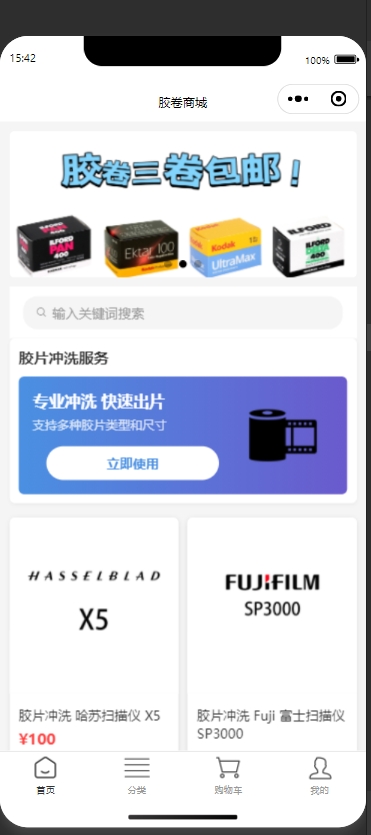 15:42
100%
胶卷商城
胶卷三卷包邮！
ILFORD
PAN
400
Kodak
Ektar 100
Kodak
UltraMax
ILFORD
ILFORD
DELTA
400
输入关键词搜索
胶片冲洗服务
专业冲洗 快速出片
支持多种胶片类型和尺寸
立即使用
HASSELBLAD
X5
FUJIFILM
SP3000
胶片冲洗 哈苏扫描仪 X5
¥100
胶片冲洗 Fuji 富士扫描仪
SP3000
首页
分类
购物车
我的